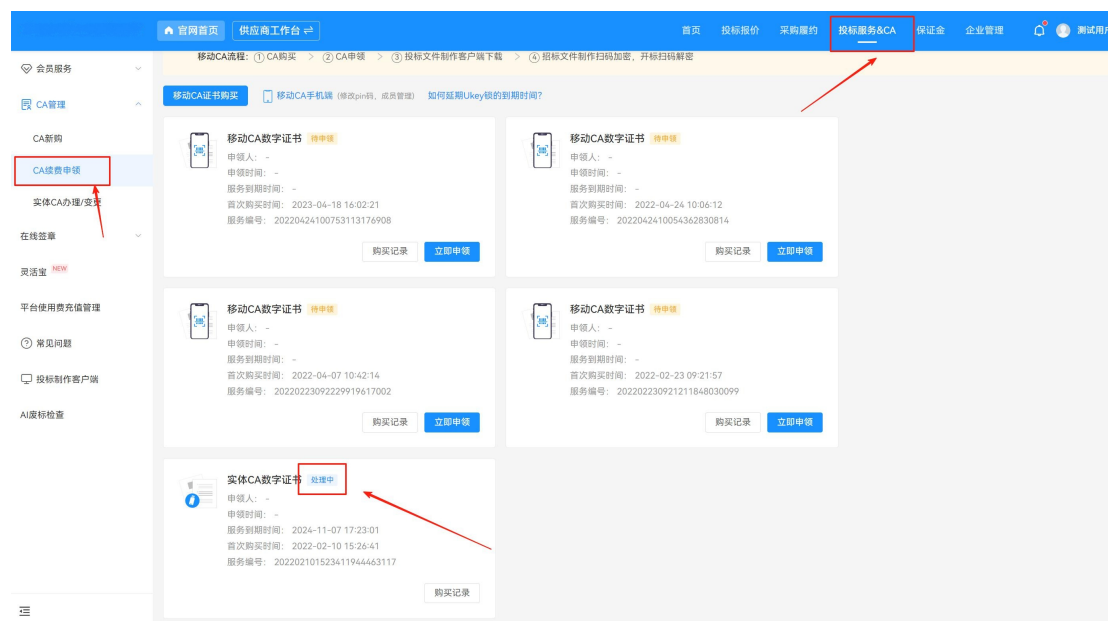 官网首页 供应商工作台 首页 投标报价 采购履约 投标服务&CA 保证金 企业管理 测试用户
会员服务
CA管理
CA新购
CA续费申领
实体CA办理/变更
在线签章
灵活宝 NEW
平台使用费充值管理
常见问题
投标制作客户端
AI废标检查
移动CA流程: ①CA购买 > ②CA申领 > ③投标文件制作客户端下载 > ④招标文件制作扫码加密，开标扫码解密
移动CA证书购买 移动CA手机端 (修改pin码，成员管理) 如何延期Ukey锁的到期时间?
移动CA数字证书 待申领
申领人: -
申领时间: -
服务到期时间: -
首次购买时间: 2023-04-18 16:02:21
服务编号: 20220424100753113176908
购买记录 立即申领
移动CA数字证书 待申领
申领人: -
申领时间: -
服务到期时间: -
首次购买时间: 2022-04-24 10:06:12
服务编号: 2022042410054362830814
购买记录 立即申领
移动CA数字证书 待申领
申领人: -
申领时间: -
服务到期时间: -
首次购买时间: 2022-04-07 10:42:14
服务编号: 20220223092229919617002
购买记录 立即申领
移动CA数字证书 待申领
申领人: -
申领时间: -
服务到期时间: -
首次购买时间: 2022-02-23 09:21:57
服务编号: 20220223092121184803​0099
购买记录 立即申领
实体CA数字证书 处理中
申领人: -
申领时间: -
服务到期时间: 2024-11-07 17:23:01
首次购买时间: 2022-02-10 15:26:41
服务编号: 20220210152341194446​3117
购买记录